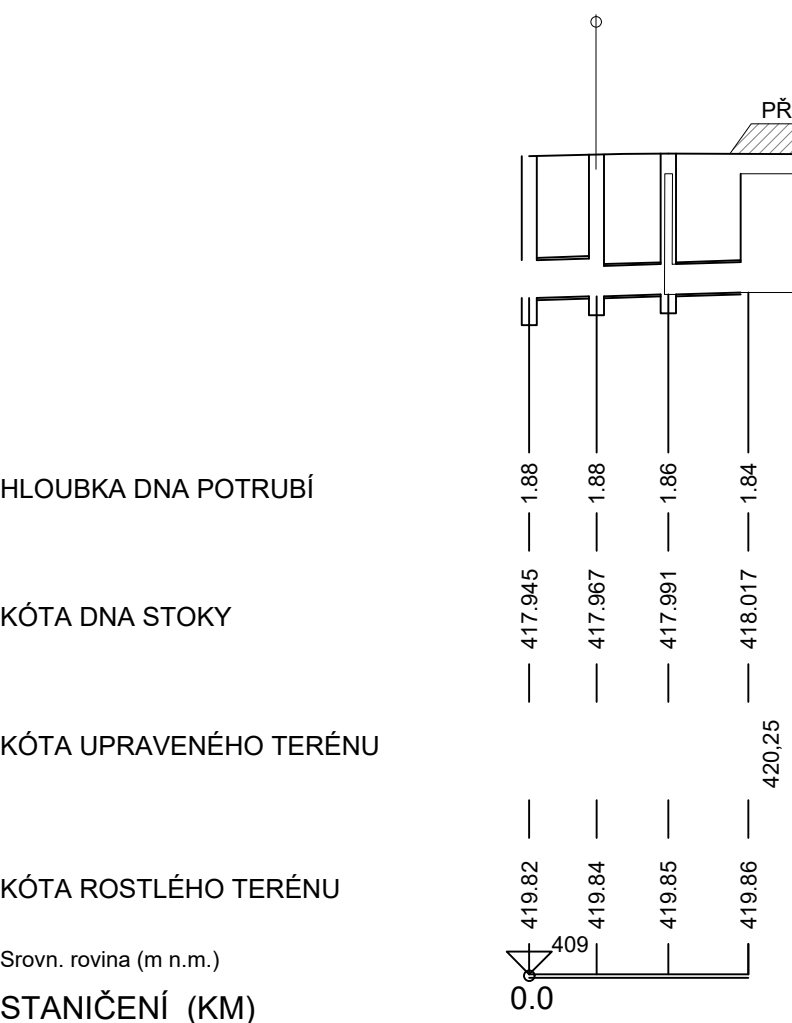 PŘ
HLOUBKA DNA POTRUBÍ 1.88 1.88 1.86 1.84
KÓTA DNA STOKY 417.945 417.967 417.991 418.017
KÓTA UPRAVENÉHO TERÉNU 420,25
KÓTA ROSTLÉHO TERÉNU 419.82 419.84 419.85 419.86
Srovn. rovina (m n.m.) 409
STANIČENÍ (KM) 0.0